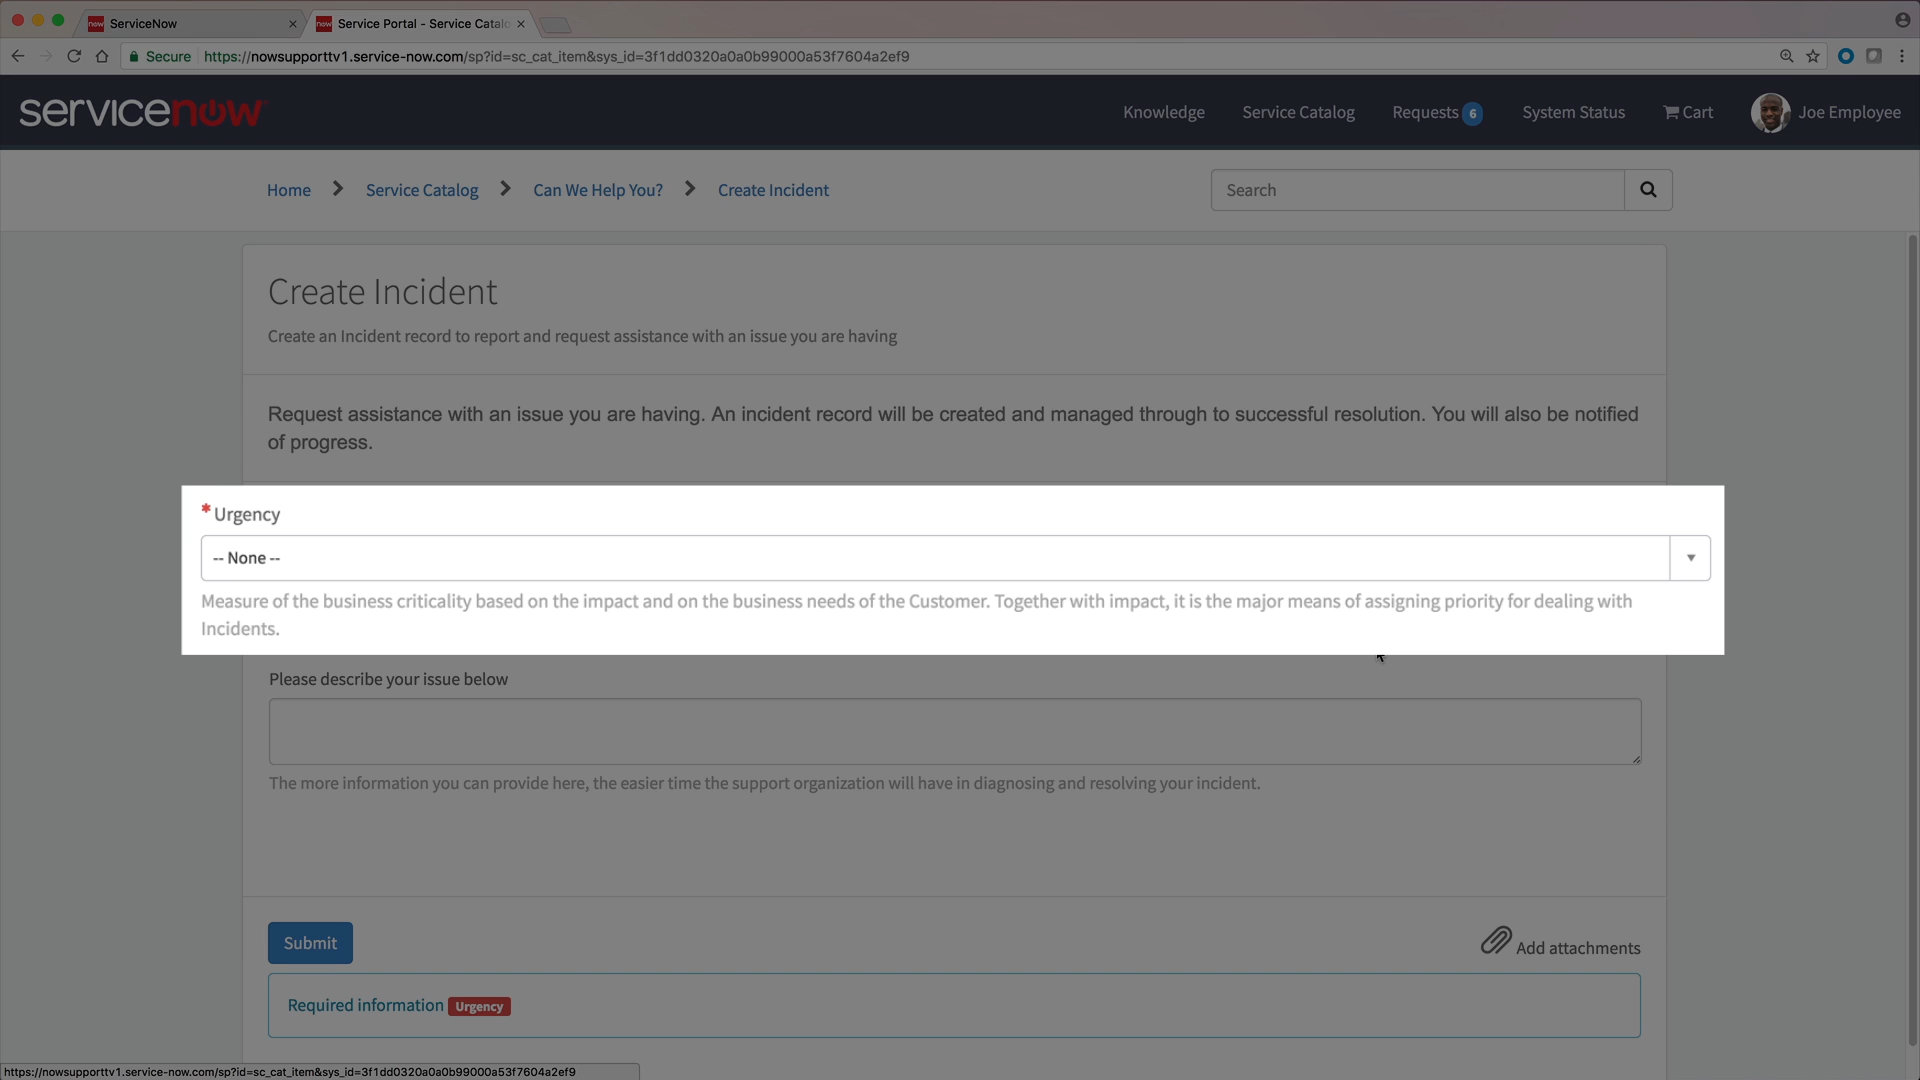 now ServiceNow
now Service Portal - Service Catalo
Secure https://nowsupporttv1.service-now.com/sp?id=sc_cat_item&sys_id=3f1dd0320a0a0b99000a53f7604a2ef9
servicenow Knowledge Service Catalog Requests 6 System Status Cart Joe Employee
Home Service Catalog Can We Help You? Create Incident Search
Create Incident
Create an Incident record to report and request assistance with an issue you are having
Request assistance with an issue you are having. An incident record will be created and managed through to successful resolution. You will also be notified
of progress.
* Urgency
-- None --
Measure of the business criticality based on the impact and on the business needs of the Customer. Together with impact, it is the major means of assigning priority for dealing with
Incidents.
Please describe your issue below
The more information you can provide here, the easier time the support organization will have in diagnosing and resolving your incident.
Submit Add attachments
Required information Urgency
https://nowsupporttv1.service-now.com/sp?id=sc_cat_item&sys_id=3f1dd0320a0a0b99000a53f7604a2ef9